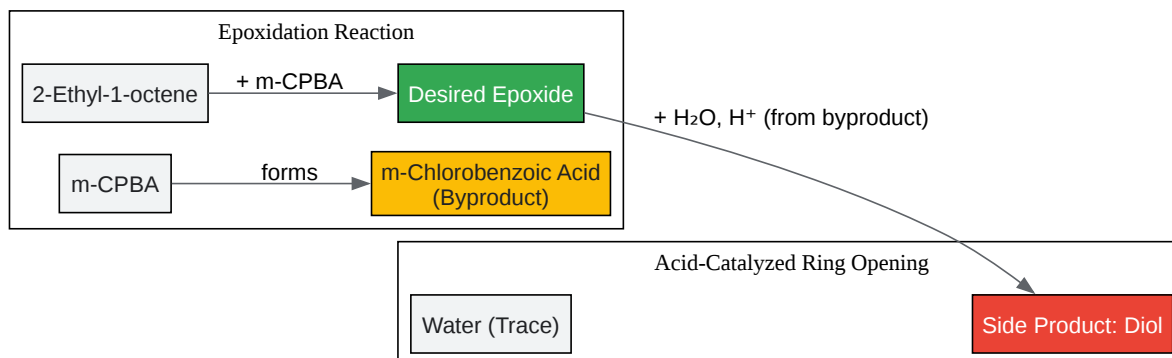 Epoxidation Reaction
2-Ethyl-1-octene
+ m-CPBA
Desired Epoxide
+ H₂O, H⁺ (from byproduct)
m-CPBA
forms
m-Chlorobenzoic Acid
(Byproduct)
Acid-Catalyzed Ring Opening
Water (Trace)
Side Product: Diol